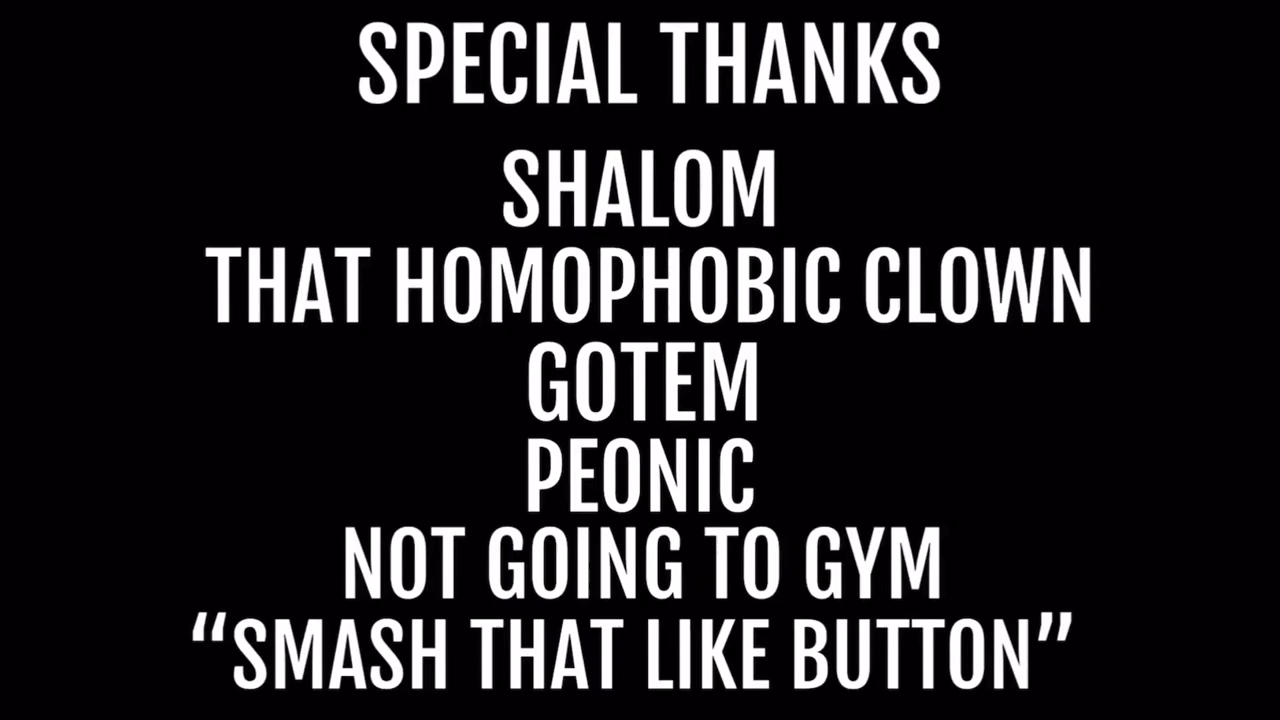 SPECIAL THANKS
SHALOM
THAT HOMOPHOBIC CLOWN
GOTEM
PEONIC
NOT GOING TO GYM
“SMASH THAT LIKE BUTTON”